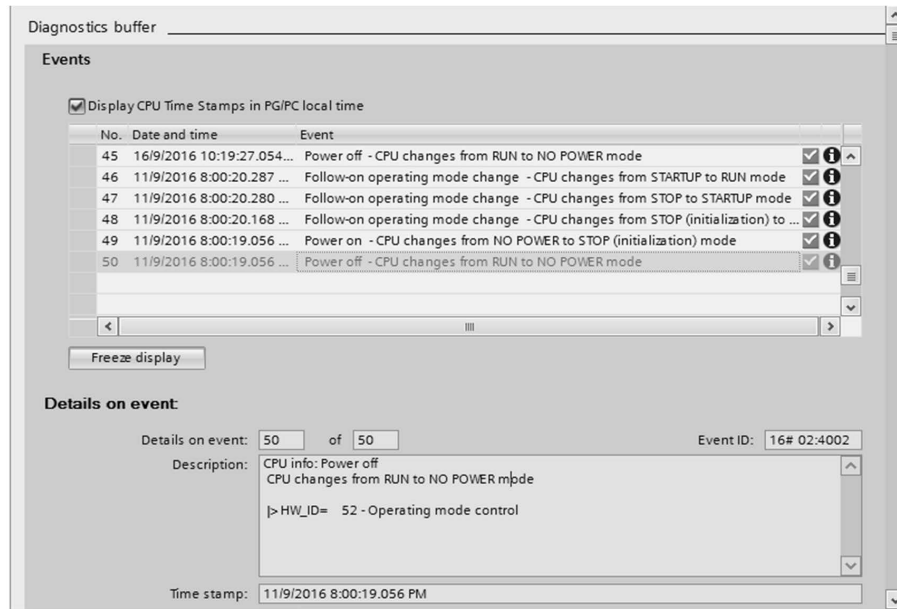 Diagnostics buffer
Events
Display CPU Time Stamps in PG/PC local time
No. Date and time Event
45 16/9/2016 10:19:27.054... Power off - CPU changes from RUN to NO POWER mode
46 11/9/2016 8:00:20.287 ... Follow-on operating mode change - CPU changes from STARTUP to RUN mode
47 11/9/2016 8:00:20.280 ... Follow-on operating mode change - CPU changes from STOP to STARTUP mode
48 11/9/2016 8:00:20.168 ... Follow-on operating mode change - CPU changes from STOP (initialization) to ...
49 11/9/2016 8:00:19.056 ... Power on - CPU changes from NO POWER to STOP (initialization) mode
50 11/9/2016 8:00:19.056 ... Power off - CPU changes from RUN to NO POWER mode
Freeze display
Details on event:
Details on event: 50 of 50 Event ID: 16# 02:4002
Description: CPU info: Power off
CPU changes from RUN to NO POWER mode
|> HW_ID= 52 - Operating mode control
Time stamp: 11/9/2016 8:00:19.056 PM